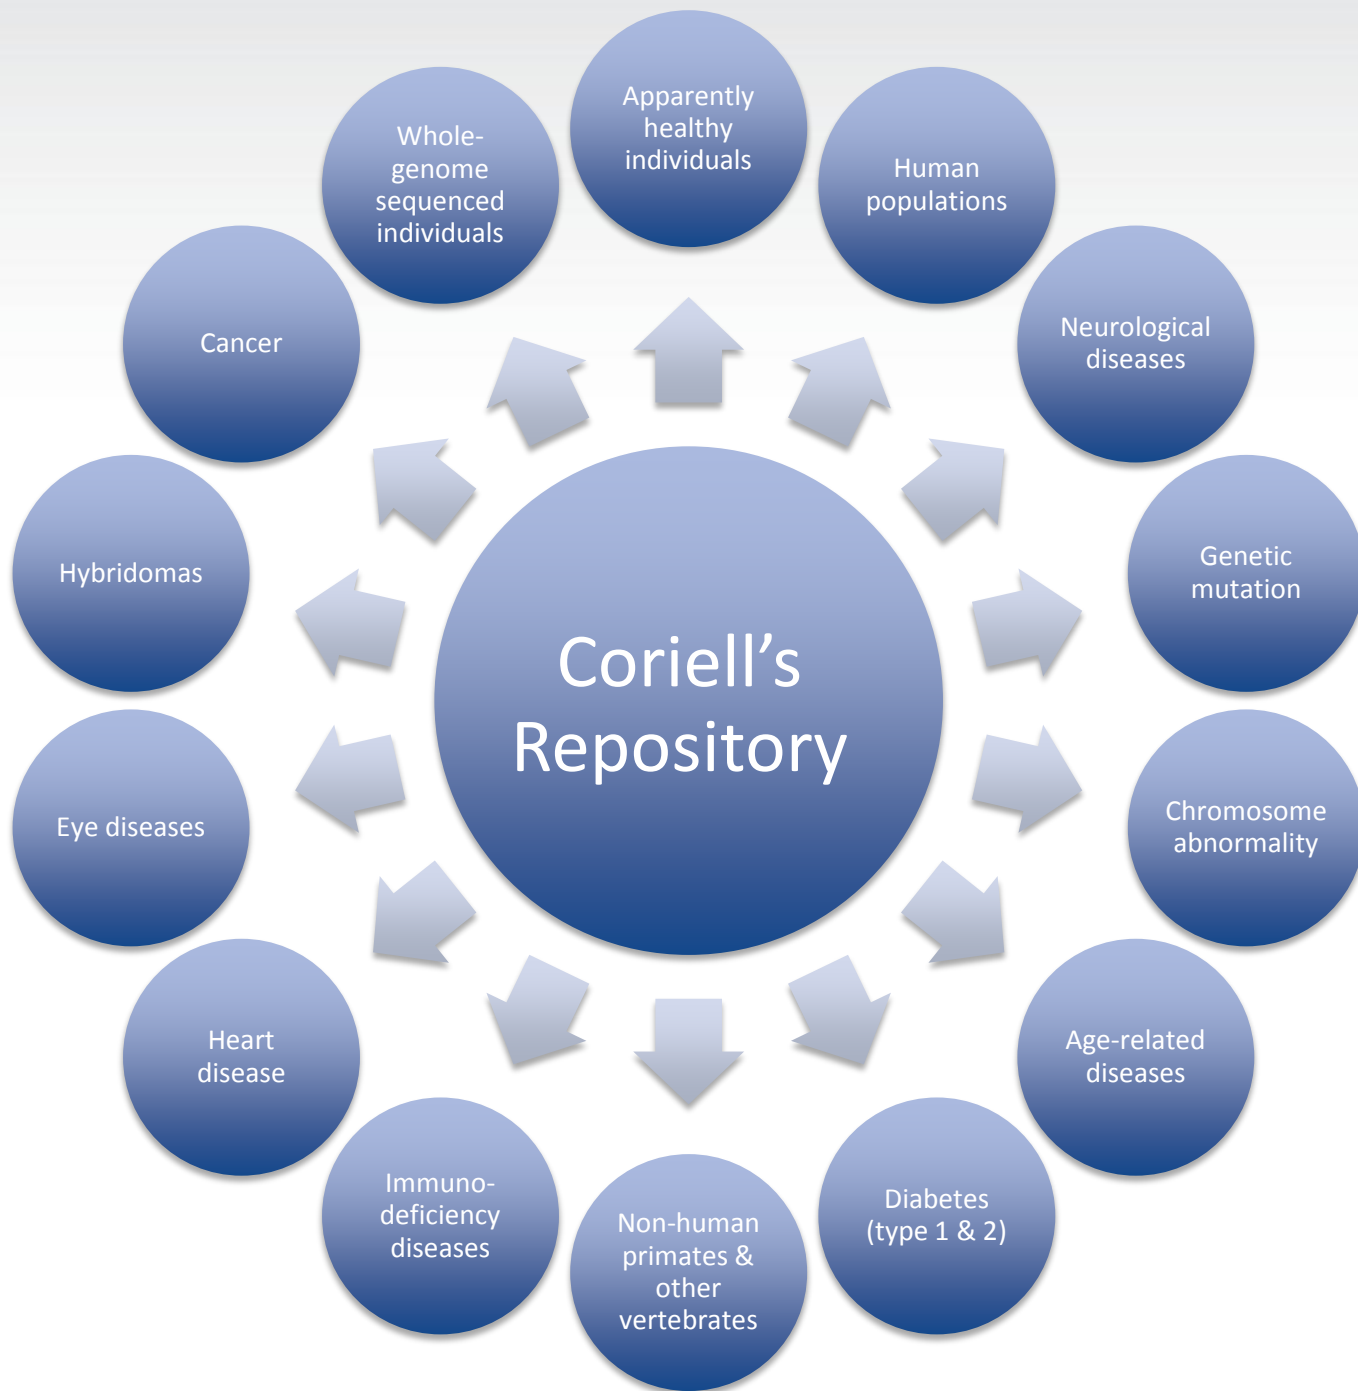 Apparently
healthy
individuals
Human
populations
Neurological
diseases
Genetic
mutation
Chromosome
abnormality
Age-related
diseases
Diabetes
(type 1 & 2)
Non-human
primates &
other
vertebrates
Immuno-
deficiency
diseases
Heart
disease
Eye diseases
Hybridomas
Cancer
Whole-
genome
sequenced
individuals
Coriell’s
Repository